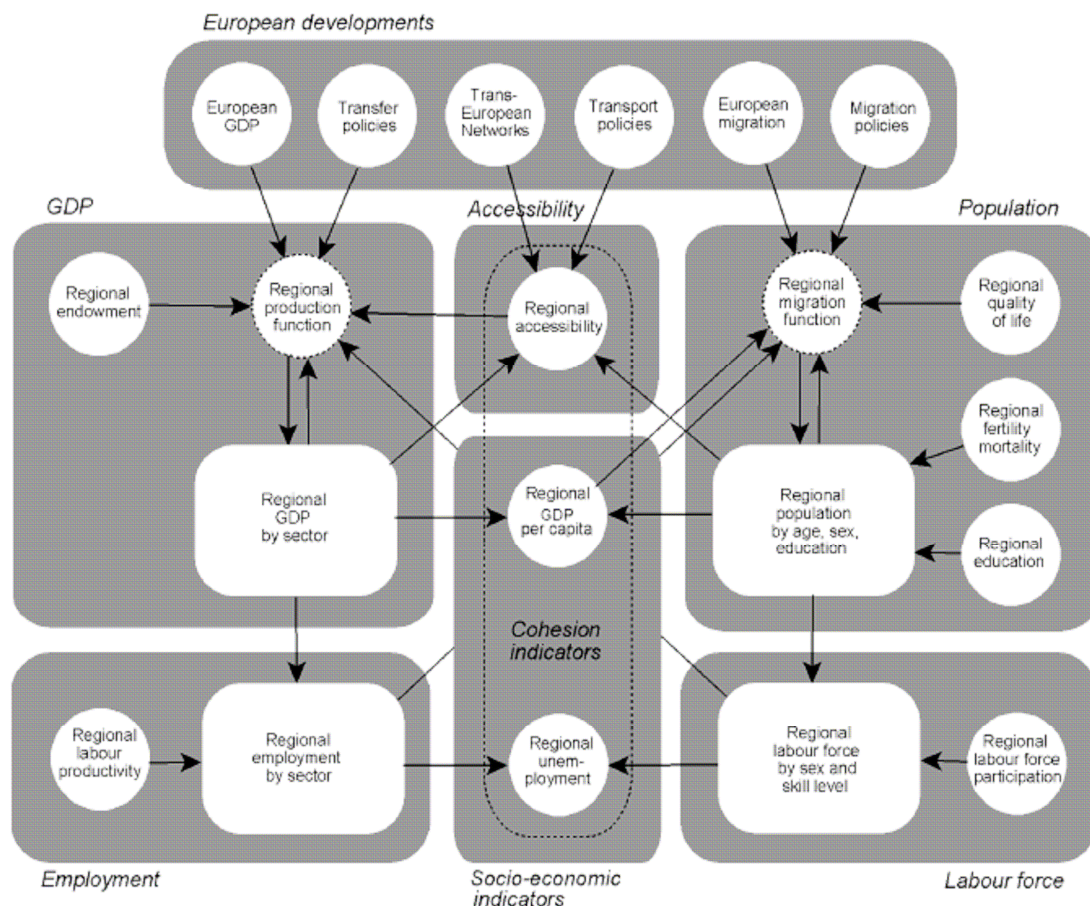 European developments
European
GDP
Transfer
policies
Trans-
European
Networks
Transport
policies
European
migration
Migration
policies
GDP
Accessibility
Population
Regional
endowment
Regional
production
function
Regional
accessibility
Regional
migration
function
Regional
quality
of life
Regional
fertility
mortality
Regional
GDP
by sector
Regional
GDP
per capita
Regional
population
by age, sex,
education
Regional
education
Cohesion
indicators
Regional
labour
productivity
Regional
employment
by sector
Regional
unem-
ployment
Regional
labour force
by sex and
skill level
Regional
labour force
participation
Employment
Socio-economic
indicators
Labour force